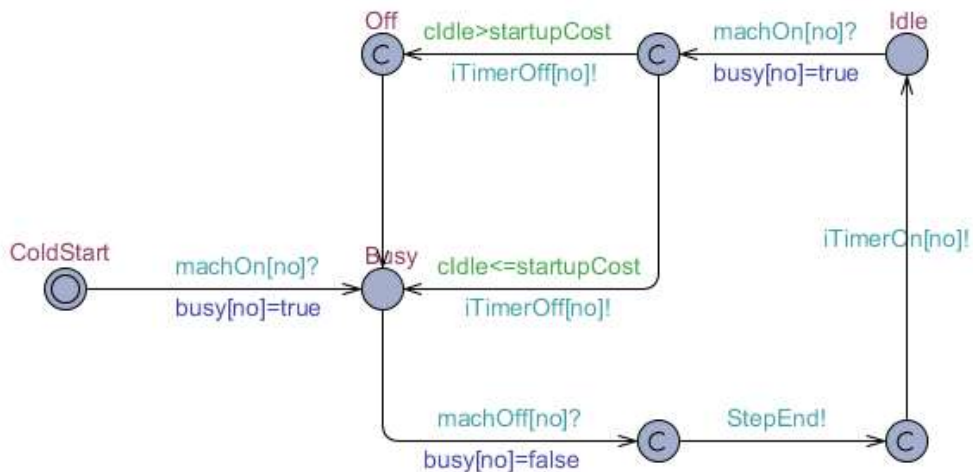 Off
cIdle>startupCost
machOn[no]?
Idle
C
C
iTimerOff[no]!
busy[no]=true
iTimerOn[no]!
ColdStart
machOn[no]?
busy[no]=true
Busy
cIdle<=startupCost
iTimerOff[no]!
machOff[no]?
StepEnd!
C
C
busy[no]=false